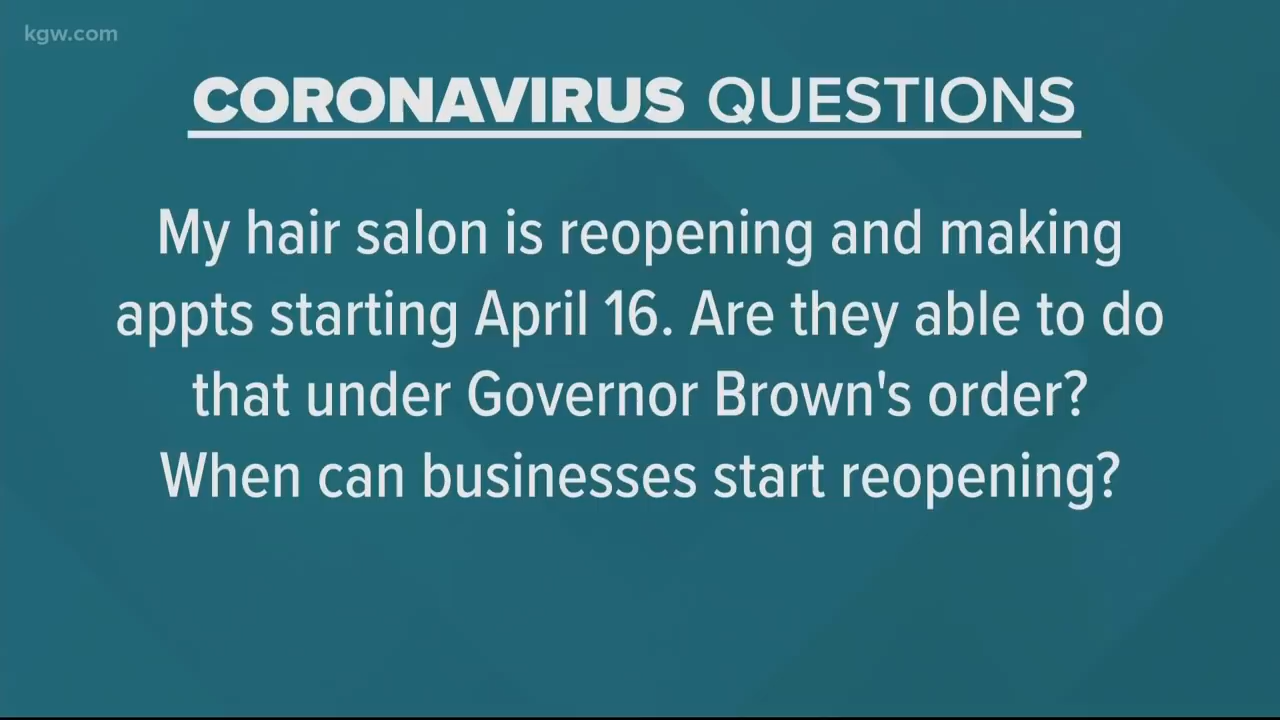 kgw.com
CORONAVIRUS QUESTIONS
My hair salon is reopening and making
appts starting April 16. Are they able to do
that under Governor Brown's order?
When can businesses start reopening?